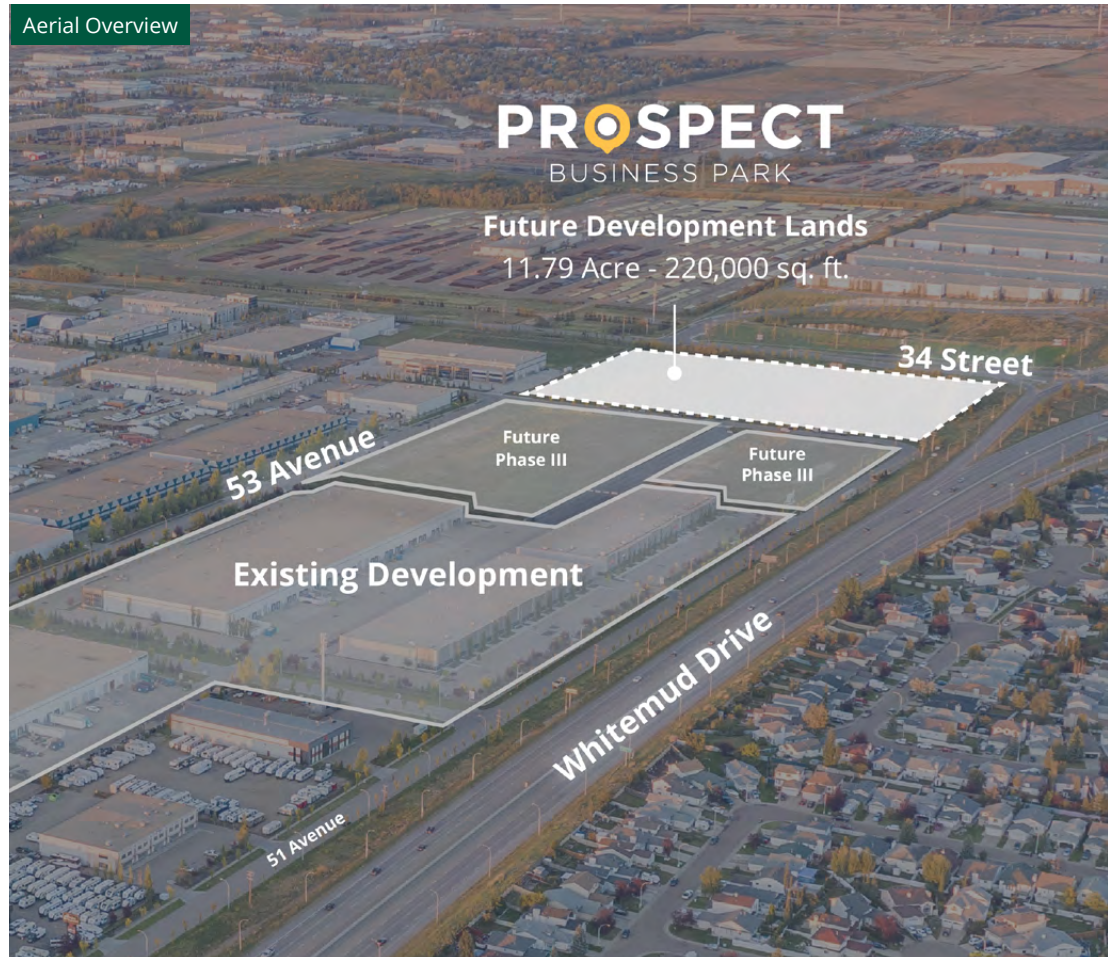 Aerial Overview
PROSPECT
BUSINESS PARK
Future Development Lands
11.79 Acre - 220,000 sq. ft.
34 Street
53 Avenue
Future
Phase III
Future
Phase III
Existing Development
Whitemud Drive
51 Avenue